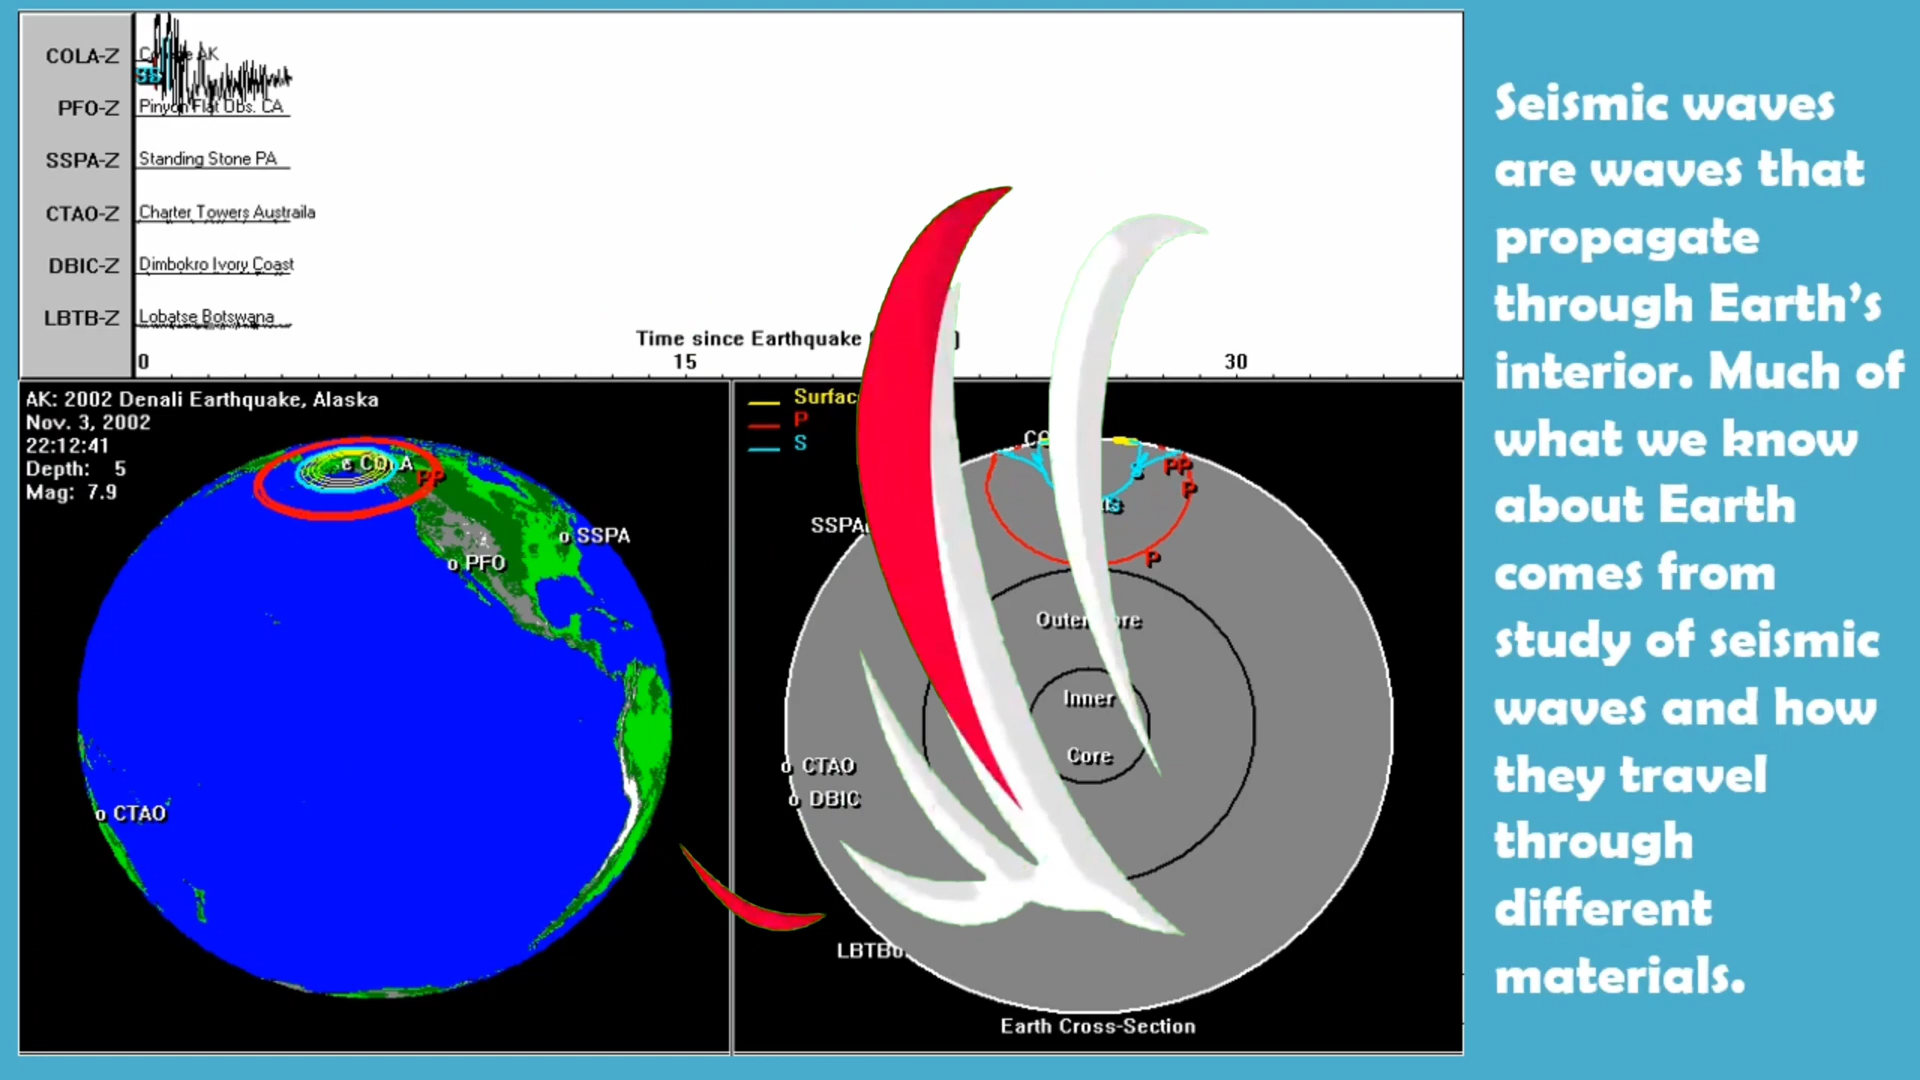 COLA-Z
PFO-Z Pinyon Flat Obs. CA
SSPA-Z Standing Stone PA
CTAO-Z Charter Towers Austraila
DBIC-Z Dimbokro Ivory Coast
LBTB-Z Lobatse Botswana
Time since Earthquake
0 15 30
AK: 2002 Denali Earthquake, Alaska
Nov. 3, 2002
22:12:41
Depth: 5
Mag: 7.9
COLA
PP
SSPA
PFO
CTAO
P
S
S
PP
P
P
SSPA
Inner
Core
CTAO
DBIC
LBTB
Earth Cross-Section
Seismic waves
are waves that
propagate
through Earth's
interior. Much of
what we know
about Earth
comes from
study of seismic
waves and how
they travel
through
different
materials.